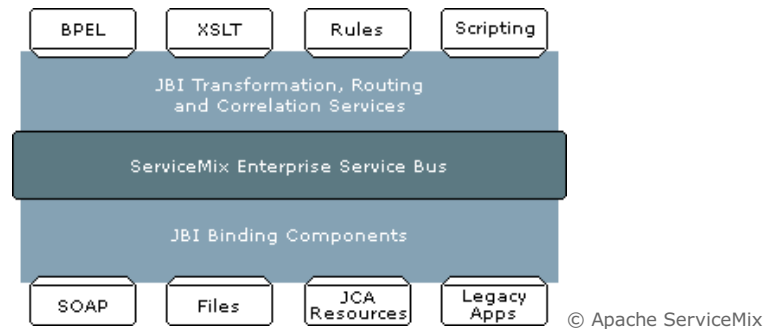 BPEL
XSLT
Rules
Scripting
JBI Transformation, Routing
and Correlation Services
ServiceMix Enterprise Service Bus
JBI Binding Components
SOAP
Files
JCA
Resources
Legacy
Apps
© Apache ServiceMix